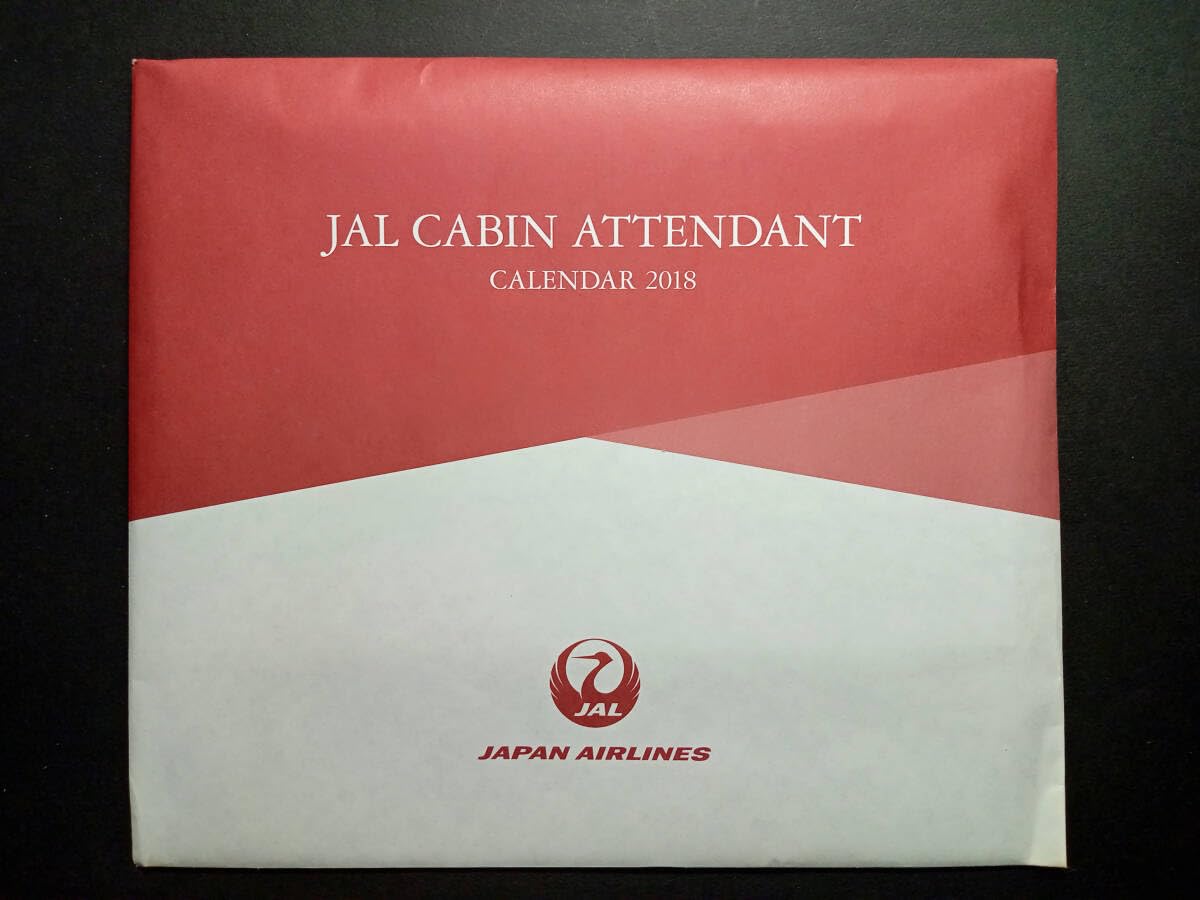 JAL CABIN ATTENDANT
CALENDAR 2018
JAL
JAPAN AIRLINES